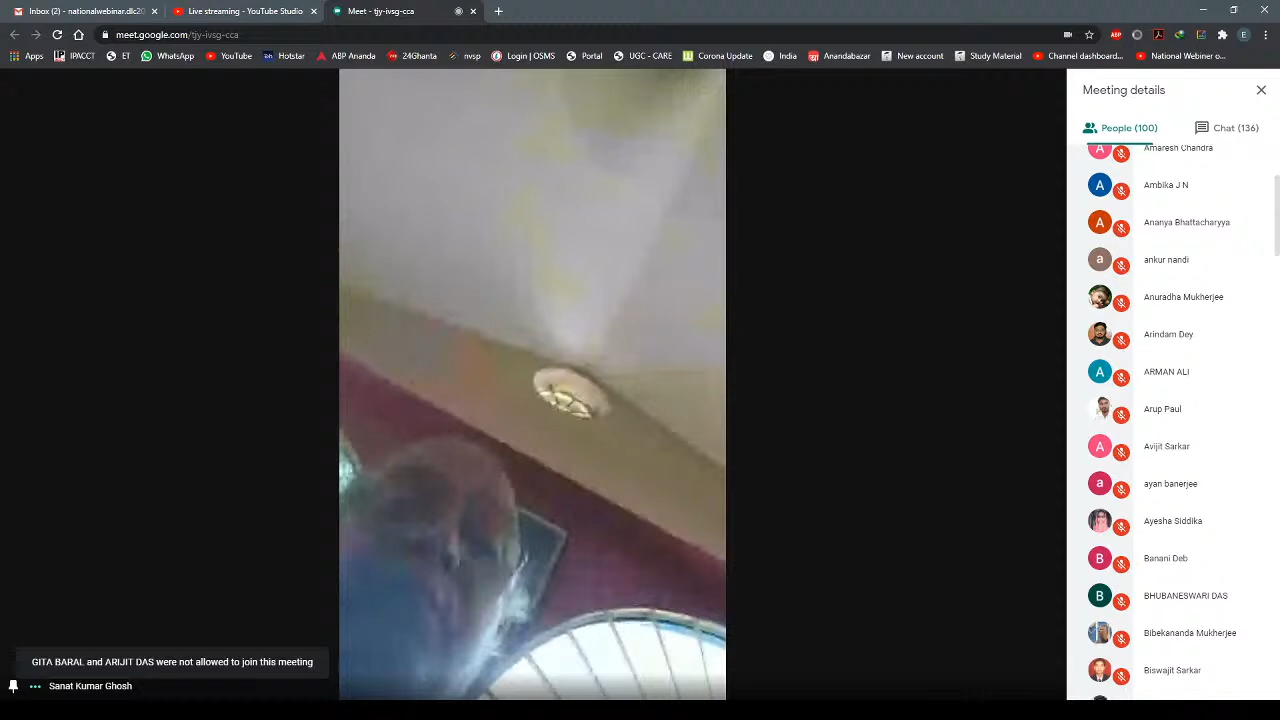 Inbox (2) - nationalwebinar.dlc20
Live streaming - YouTube Studio
Meet - tjy-ivsg-cca
meet.google.com/tjy-ivsg-cca
ABP
E
Apps
IPACCT
ET
WhatsApp
YouTube
Hotstar
ABP Ananda
24Ghanta
nvsp
Login | OSMS
Portal
UGC - CARE
Corona Update
India
Anandabazar
New account
Study Material
Channel dashboard...
National Webiner o...
Meeting details
People (100)
Chat (136)
A Amaresh Chandra
A Ambika J N
A Ananya Bhattacharyya
a ankur nandi
Anuradha Mukherjee
Arindam Dey
A ARMAN ALI
Arup Paul
A Avijit Sarkar
a ayan banerjee
Ayesha Siddika
B Banani Deb
B BHUBANESWARI DAS
Bibekananda Mukherjee
Biswajit Sarkar
GITA BARAL and ARIJIT DAS were not allowed to join this meeting
Sanat Kumar Ghosh